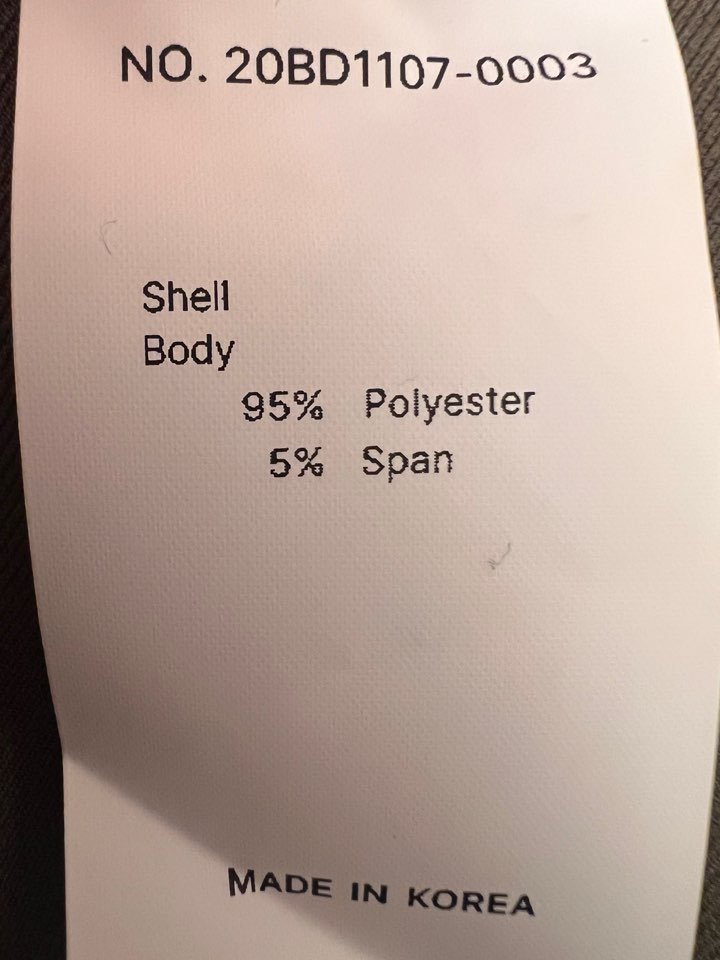 NO. 20BD1107-0003
Shell
Body
95% Polyester
5% Span
MADE IN KOREA